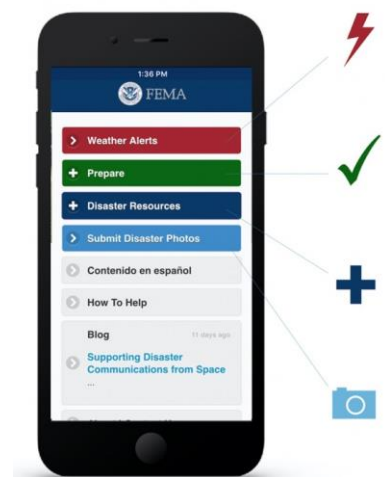 1:36 PM
FEMA
Weather Alerts
Prepare
Disaster Resources
Submit Disaster Photos
Contenido en español
How To Help
Blog 11 days ago
Supporting Disaster
Communications from Space
...